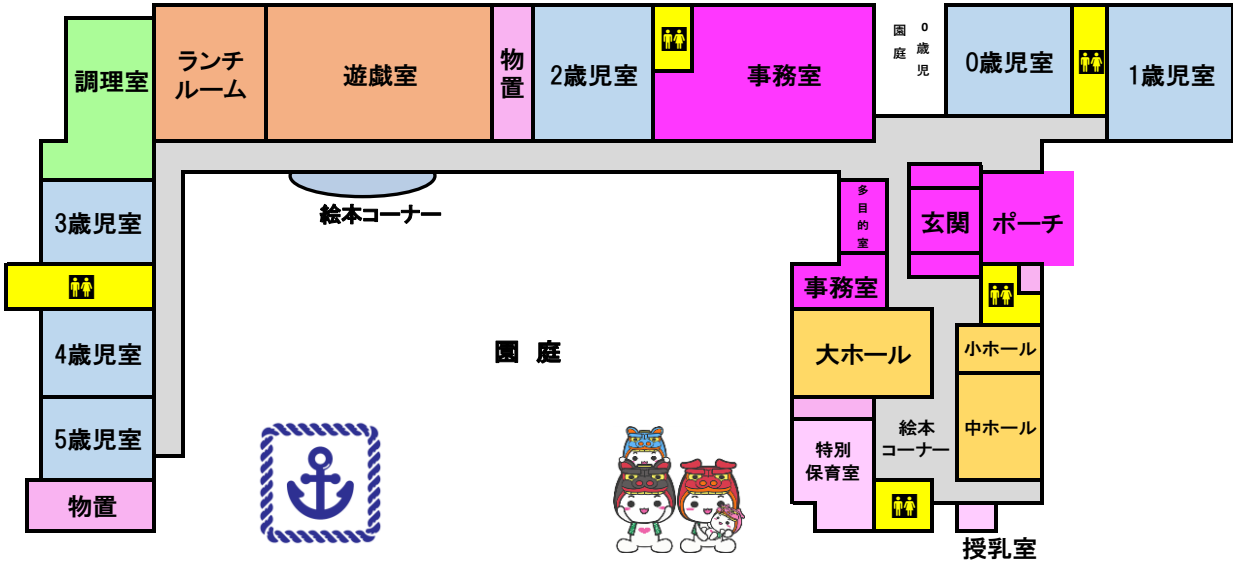 調理室
ランチ
ルーム
遊戯室
物
置
2歳児室
事務室
0歳児
園庭
0歳児室
1歳児室
3歳児室
絵本コーナー
多目的室
玄関
ポーチ
事務室
4歳児室
園 庭
大ホール
小ホール
5歳児室
特別
保育室
絵本
コーナー
中ホール
物置
授乳室